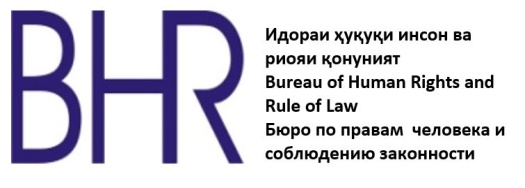 BHR
Идораи ҳуқуқи инсон ва
риояи қонуният
Bureau of Human Rights and
Rule of Law
Бюро по правам человека и
соблюдению законности